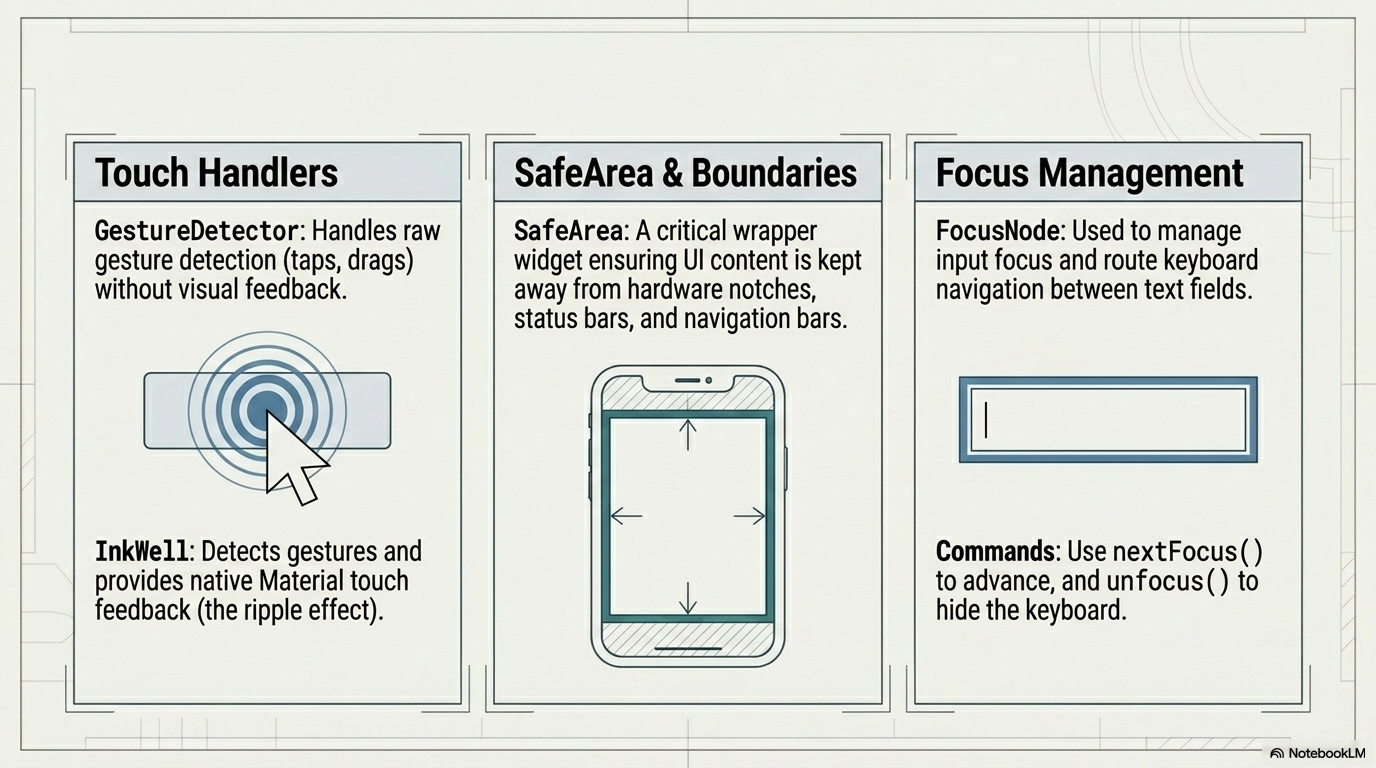 Touch Handlers
GestureDetector: Handles raw
gesture detection (taps, drags)
without visual feedback.
InkWell: Detects gestures and
provides native Material touch
feedback (the ripple effect).
SafeArea & Boundaries
SafeArea: A critical wrapper
widget ensuring UI content is kept
away from hardware notches,
status bars, and navigation bars.
Focus Management
FocusNode: Used to manage
input focus and route keyboard
navigation between text fields.
Commands: Use nextFocus()
to advance, and unfocus() to
hide the keyboard.
NotebookLM